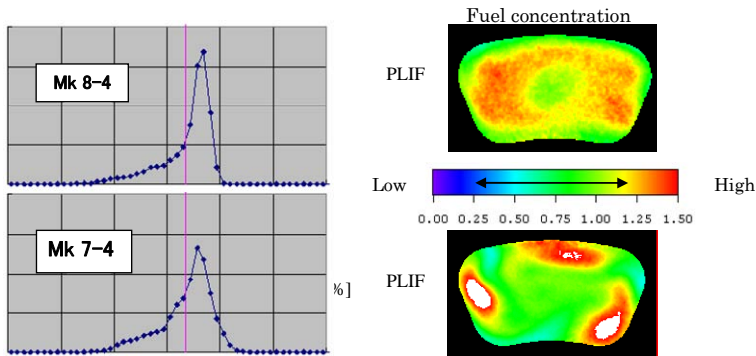 Fuel concentration
Mk 8-4
PLIF
Low
High
0.00 0.25 0.50 0.75 1.00 1.25 1.50
Mk 7-4
%]
PLIF